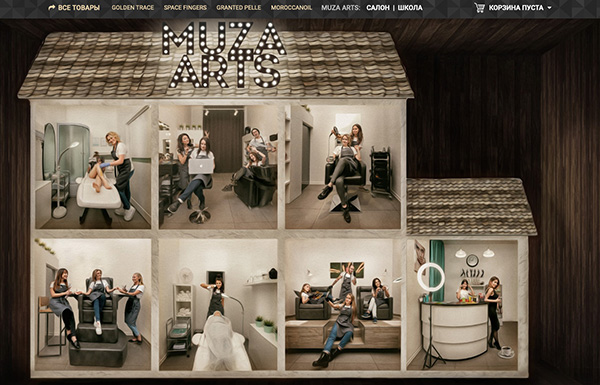 ВСЕ ТОВАРЫ GOLDEN TRACE SPACE FINGERS GRANTED PELLE MOROCCANOIL MUZA ARTS: САЛОН | ШКОЛА КОРЗИНА ПУСТА
MUZA
ARTS